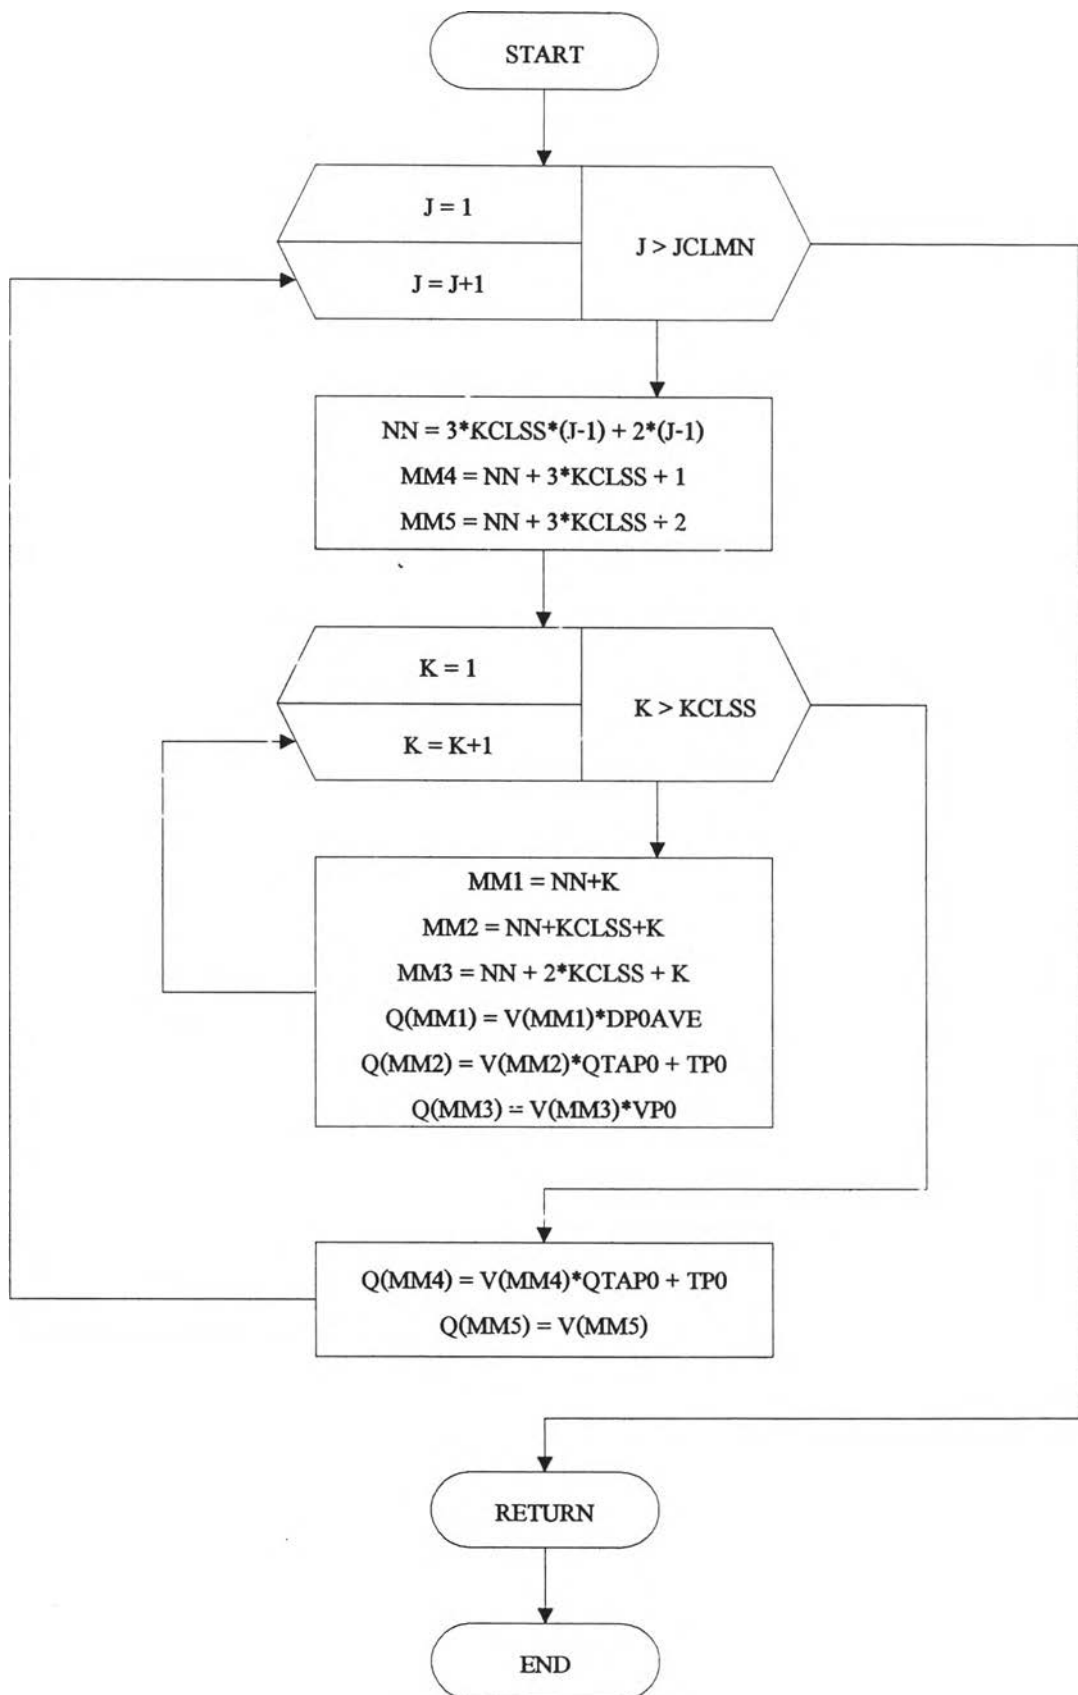 START
J = 1
J > JCLMN
J = J+1
NN = 3*KCLSS*(J-1) + 2*(J-1)
MM4 = NN + 3*KCLSS + 1
MM5 = NN + 3*KCLSS + 2
K = 1
K > KCLSS
K = K+1
MM1 = NN+K
MM2 = NN+KCLSS+K
MM3 = NN + 2*KCLSS + K
Q(MM1) = V(MM1)*DP0AVE
Q(MM2) = V(MM2)*QTAP0 + TP0
Q(MM3) = V(MM3)*VP0
Q(MM4) = V(MM4)*QTAP0 + TP0
Q(MM5) = V(MM5)
RETURN
END